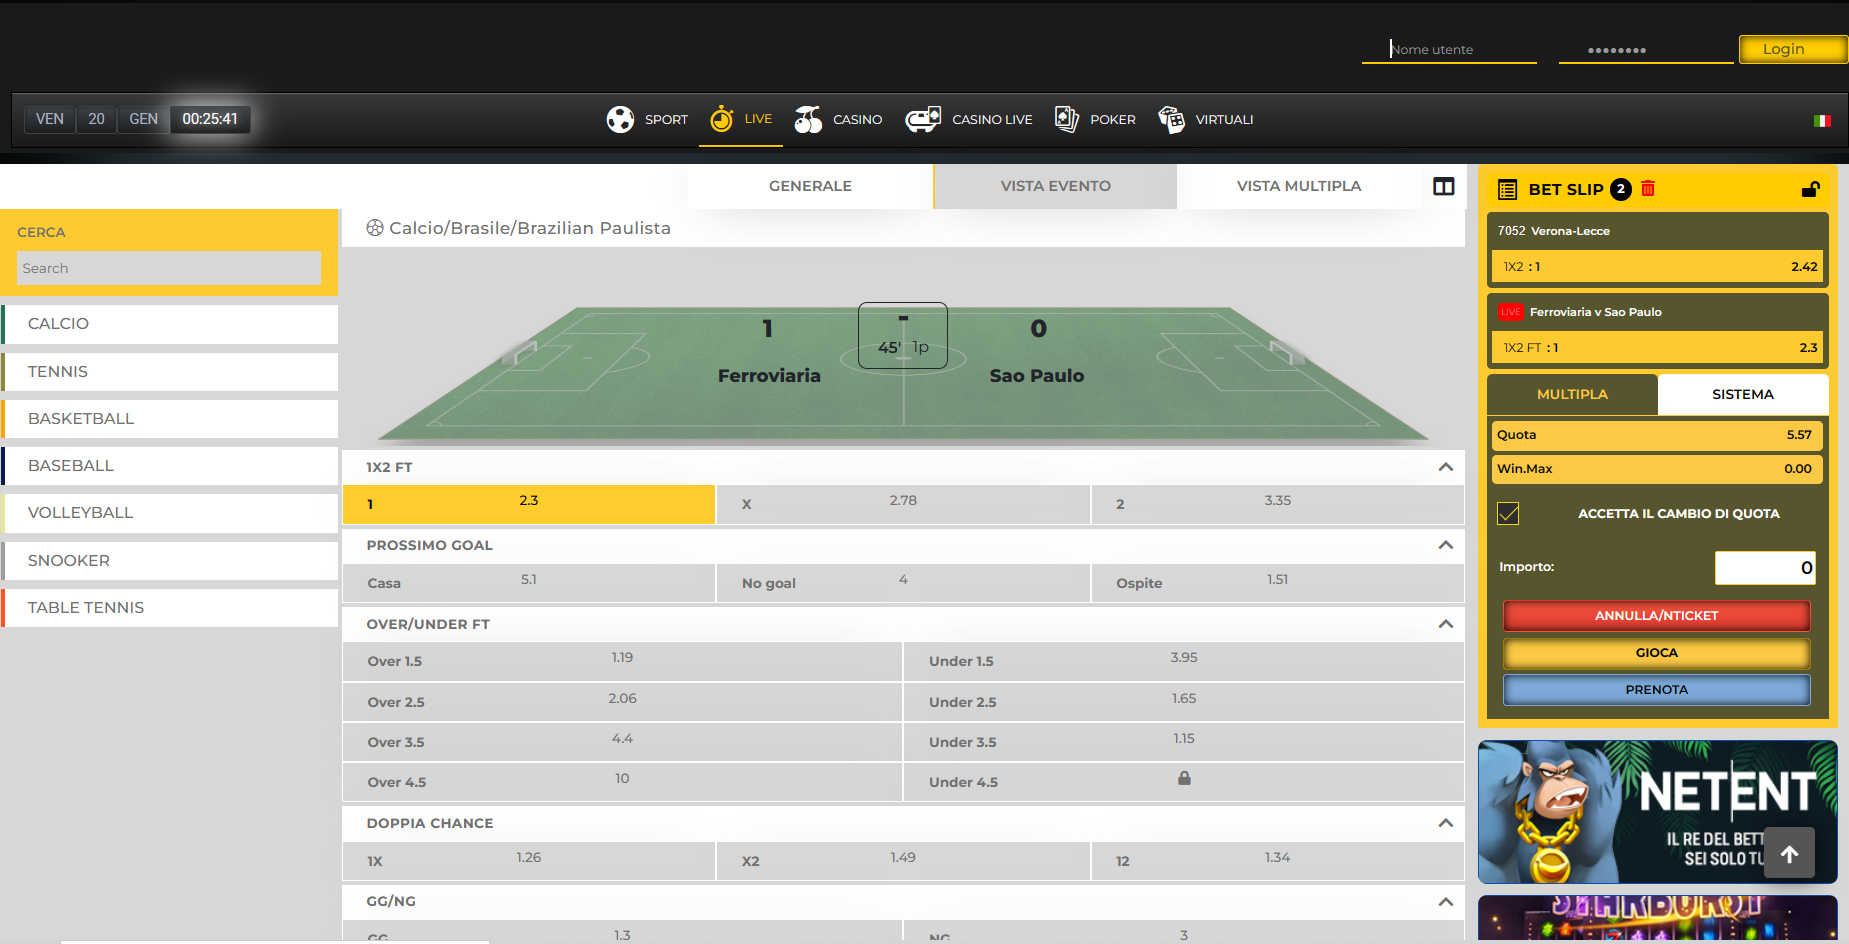 Nome utente
••••••••
Login
VEN 20 GEN 00:25:41
SPORT LIVE CASINO CASINO LIVE POKER VIRTUALI
GENERALE VISTA EVENTO VISTA MULTIPLA
CERCA
Search
CALCIO
TENNIS
BASKETBALL
BASEBALL
VOLLEYBALL
SNOOKER
TABLE TENNIS
Calcio/Brasile/Brazilian Paulista
1 - 0
45' 1p
Ferroviaria Sao Paulo
1X2 FT
1 2.3 X 2.78 2 3.35
PROSSIMO GOAL
Casa 5.1 No goal 4 Ospite 1.51
OVER/UNDER FT
Over 1.5 1.19 Under 1.5 3.95
Over 2.5 2.06 Under 2.5 1.65
Over 3.5 4.4 Under 3.5 1.15
Over 4.5 10 Under 4.5
DOPPIA CHANCE
1X 1.26 X2 1.49 12 1.34
GG/NG
GG 1.3 NG 3
BET SLIP 2
7052 Verona-Lecce
1X2 : 1 2.42
LIVE Ferroviaria v Sao Paulo
1X2 FT : 1 2.3
MULTIPLA SISTEMA
Quota 5.57
Win.Max 0.00
ACCETTA IL CAMBIO DI QUOTA
Importo: 0
ANNULLA/NTICKET
GIOCA
PRENOTA
NETENT
IL RE DEL BETT
SEI SOLO TU
STARBURST